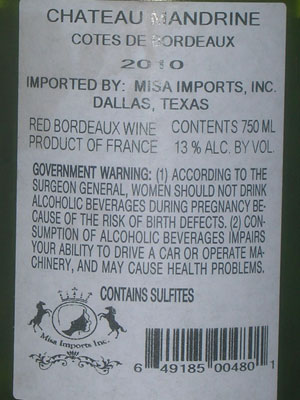 CHATEAU MANDRINE
COTES DE BORDEAUX
2010
IMPORTED BY: MISA IMPORTS, INC.
DALLAS, TEXAS
RED BORDEAUX WINE CONTENTS 750 ML
PRODUCT OF FRANCE 13 % ALC. BY VOL.
GOVERNMENT WARNING: (1) ACCORDING TO THE
SURGEON GENERAL, WOMEN SHOULD NOT DRINK
ALCOHOLIC BEVERAGES DURING PREGNANCY BE-
CAUSE OF THE RISK OF BIRTH DEFECTS. (2) CON-
SUMPTION OF ALCOHOLIC BEVERAGES IMPAIRS
YOUR ABILITY TO DRIVE A CAR OR OPERATE MA-
CHINERY, AND MAY CAUSE HEALTH PROBLEMS.
CONTAINS SULFITES
Misa Imports Inc.
6 49185 00480 1